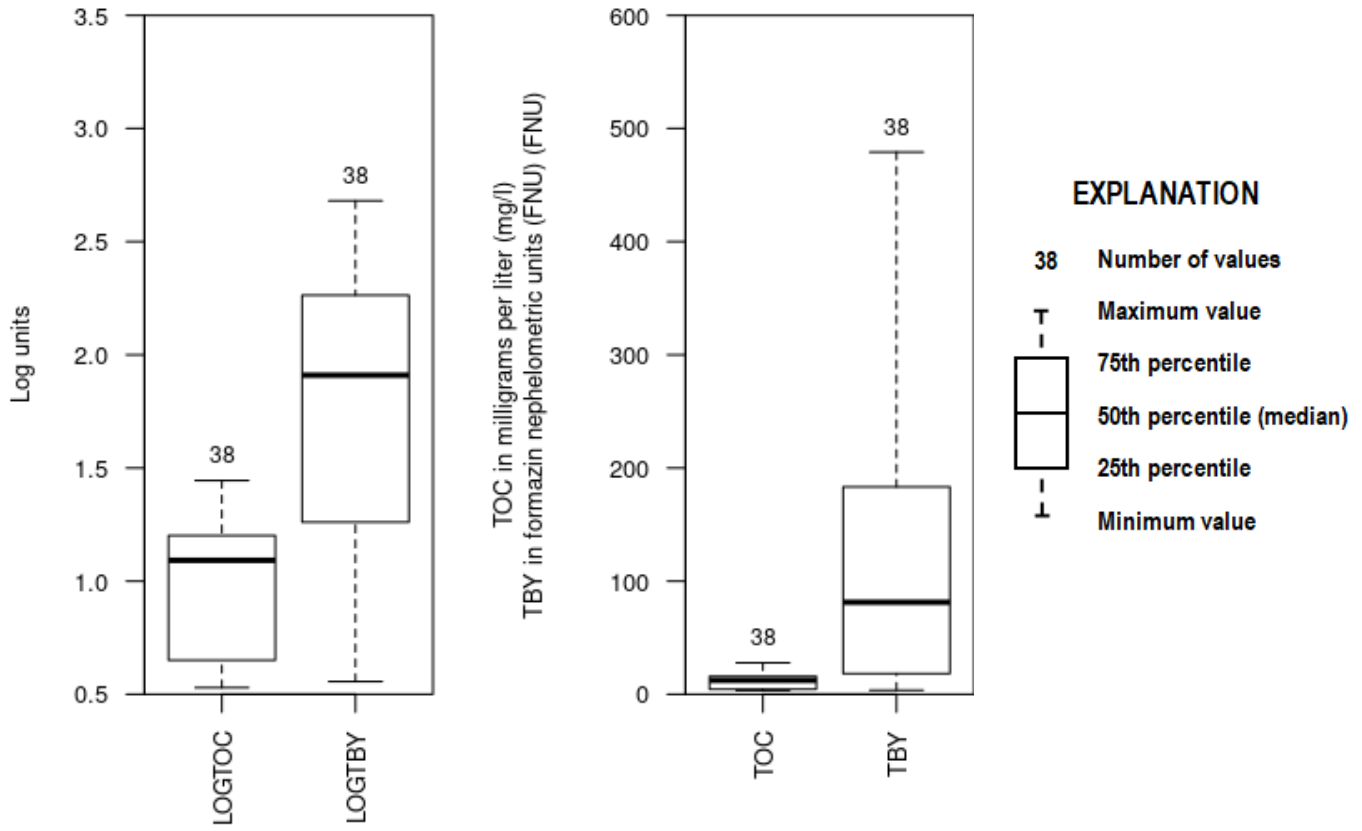 3.5
3.0
2.5
2.0
1.5
1.0
0.5
Log units
38
38
LOGTOC
LOGTBY
TOC in milligrams per liter (mg/l)
TBY in formazin nephelometric units (FNU) (FNU)
600
500
400
300
200
100
0
38
38
TOC
TBY
EXPLANATION
38 Number of values
Maximum value
75th percentile
50th percentile (median)
25th percentile
Minimum value